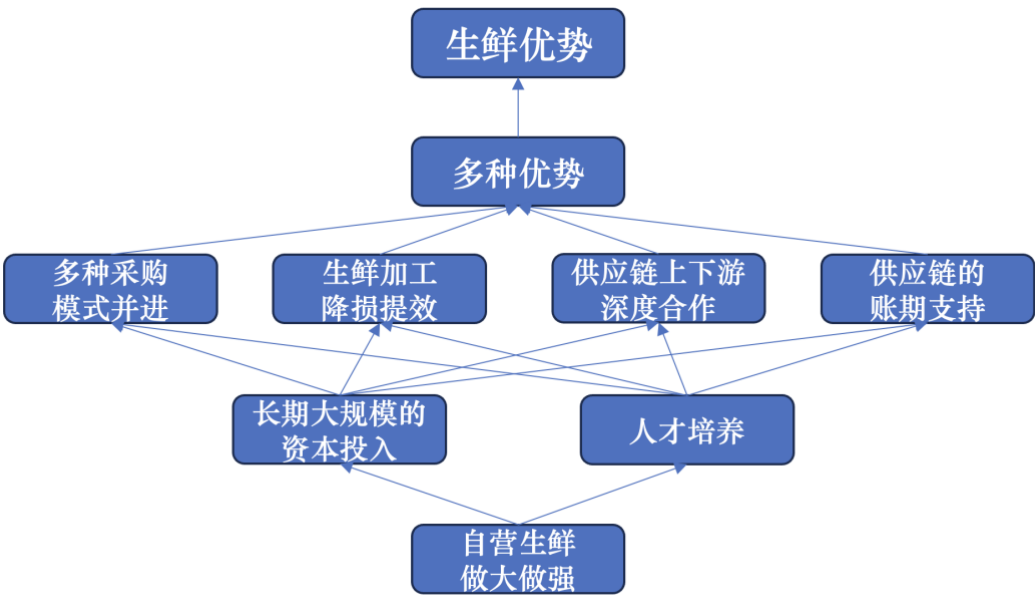 生鲜优势
多种优势
多种采购
模式并进
生鲜加工
降损提效
供应链上下游
深度合作
供应链的
账期支持
长期大规模的
资本投入
人才培养
自营生鲜
做大做强